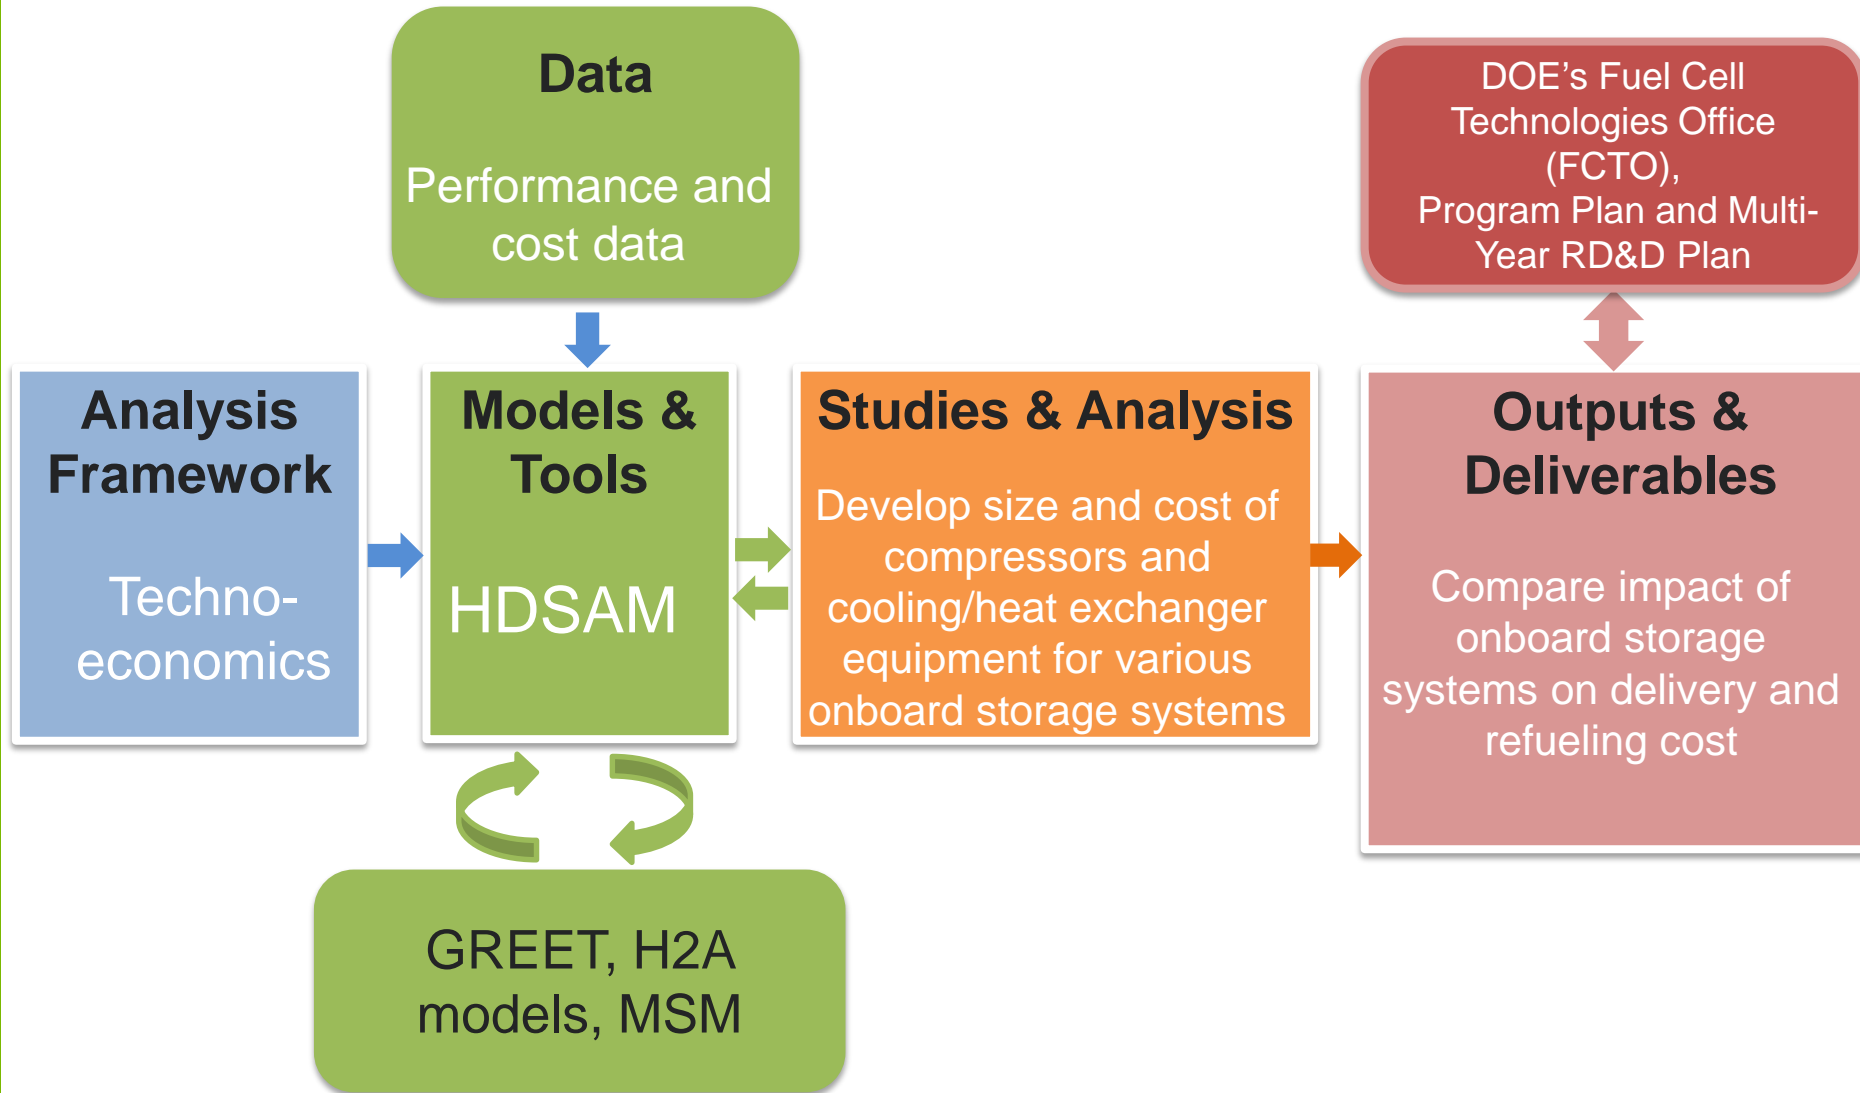 Data
Performance and
cost data
DOE's Fuel Cell
Technologies Office
(FCTO),
Program Plan and Multi-
Year RD&D Plan
Analysis
Framework
Techno-
economics
Models &
Tools
HDSAM
Studies & Analysis
Develop size and cost of
compressors and
cooling/heat exchanger
equipment for various
onboard storage systems
Outputs &
Deliverables
Compare impact of
onboard storage
systems on delivery and
refueling cost
GREET, H2A
models, MSM